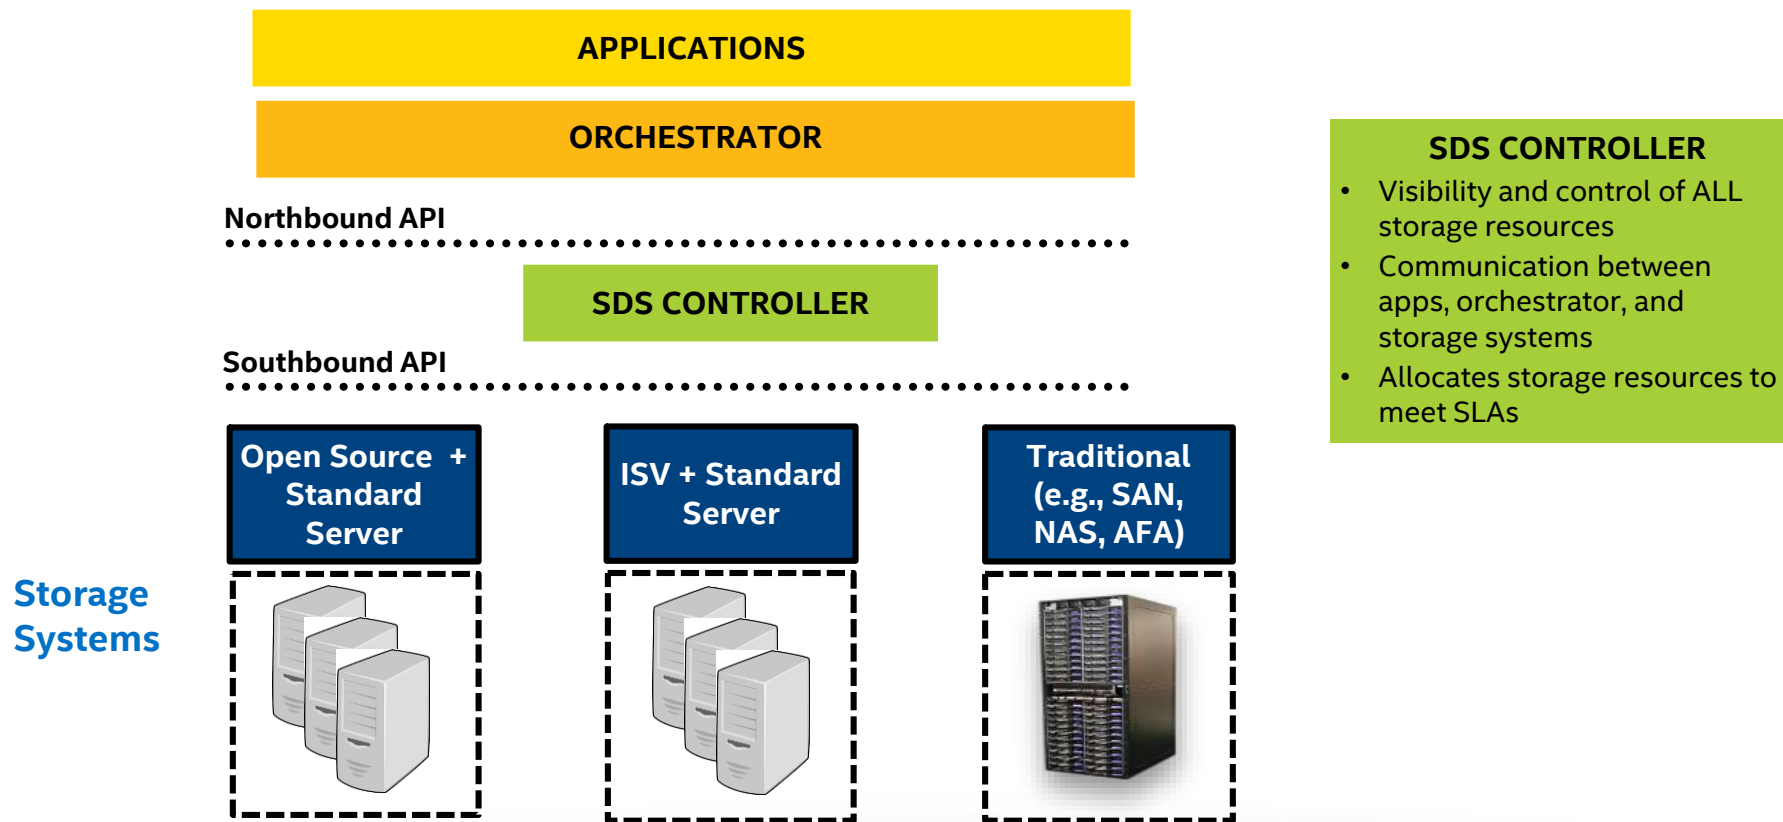 APPLICATIONS
ORCHESTRATOR
Northbound API
SDS CONTROLLER
Southbound API
Open Source +
Standard
Server
ISV + Standard
Server
Traditional
(e.g., SAN,
NAS, AFA)
Storage
Systems
SDS CONTROLLER
• Visibility and control of ALL
storage resources
• Communication between
apps, orchestrator, and
storage systems
• Allocates storage resources to
meet SLAs